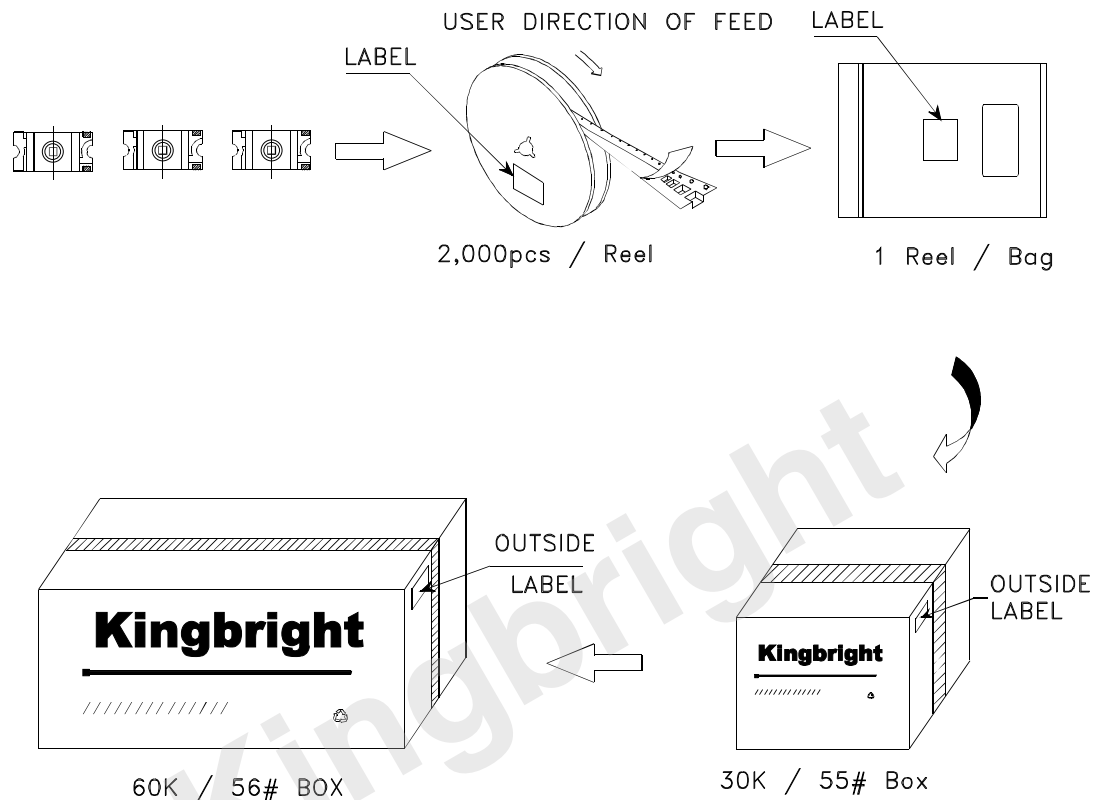 USER DIRECTION OF FEED
LABEL
LABEL
2,000pcs / Reel
1 Reel / Bag
OUTSIDE
LABEL
OUTSIDE
LABEL
Kingbright
Kingbright
Kingbright
60K / 56# BOX
30K / 55# Box